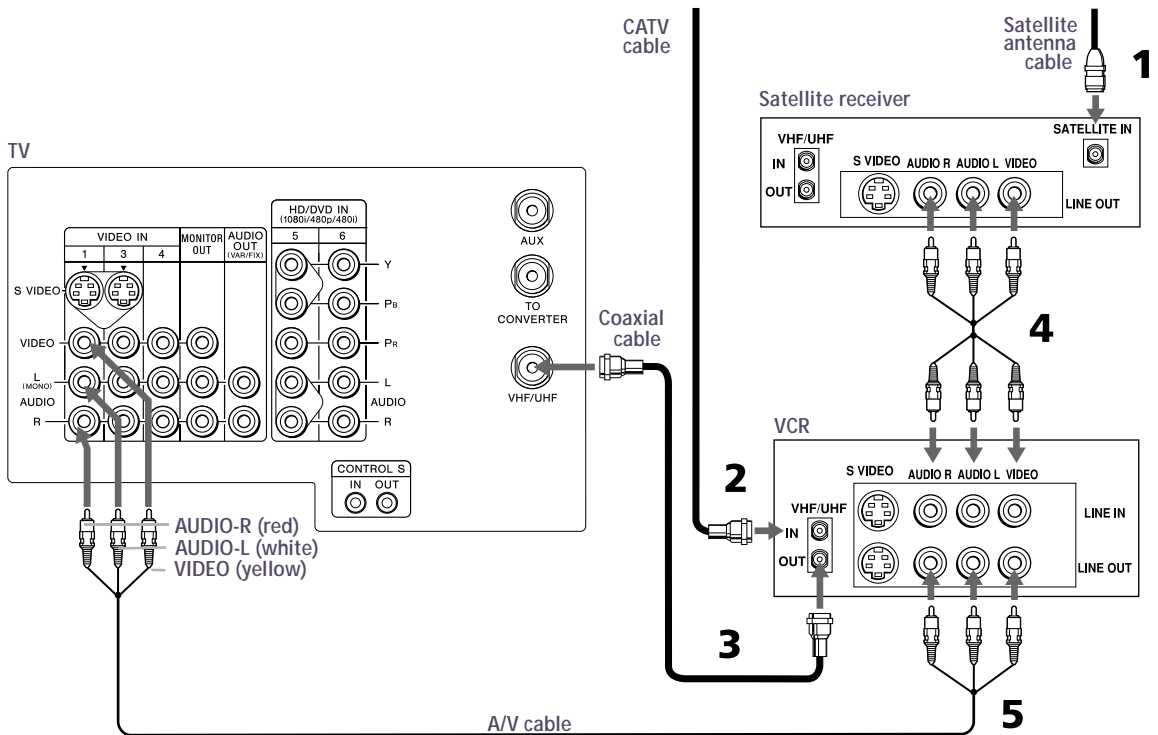 CATV
cable
Satellite
antenna
cable
1
Satellite receiver
SATELLITE IN
VHF/UHF
IN
OUT
S VIDEO AUDIO R AUDIO L VIDEO
LINE OUT
TV
VIDEO IN
1 3 4
MONITOR
OUT
AUDIO
OUT
(VAR/FIX)
HD/DVD IN
(1080i/480p/480i)
5 6
S VIDEO
VIDEO
L
(MONO)
AUDIO
R
Y
PB
PR
L
AUDIO
R
AUX
TO
CONVERTER
VHF/UHF
CONTROL S
IN OUT
Coaxial
cable
4
AUDIO-R (red)
AUDIO-L (white)
VIDEO (yellow)
2
VCR
VHF/UHF
IN
OUT
S VIDEO AUDIO R AUDIO L VIDEO
LINE IN
LINE OUT
3
5
A/V cable